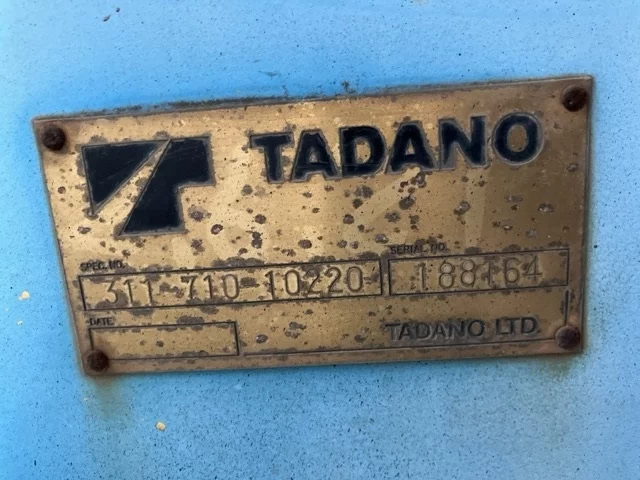 TADANO
SPEC. NO. SERIAL NO.
311-710-10220 188164
DATE
TADANO LTD.